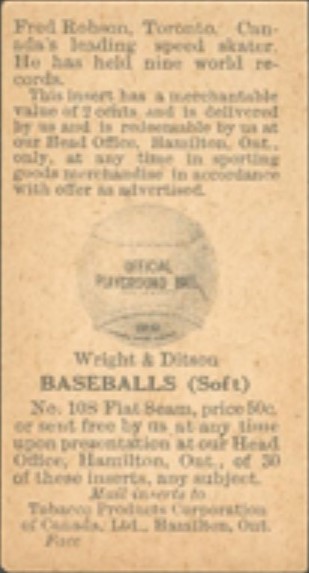 Fred Robson, Toronto. Can-
ada's leading speed skater.
He has held nine world re-
cords.
This insert has a merchantable
value of 2 cents, and is delivered
by us and is redeemable by us at
our Head Office, Hamilton, Ont.,
only, at any time in sporting
goods merchandise in accordance
with offer as advertised.
OFFICIAL
PLAYGROUND BALL
Wright & Ditson
BASEBALLS (Soft)
No. 108 Flat Seam, price 50c.
or sent free by us at any time
upon presentation at our Head
Office, Hamilton, Ont., of 30
of these inserts, any subject.
Mail inserts to
Tobacco Products Corporation
of Canada, Ltd., Hamilton, Ont.